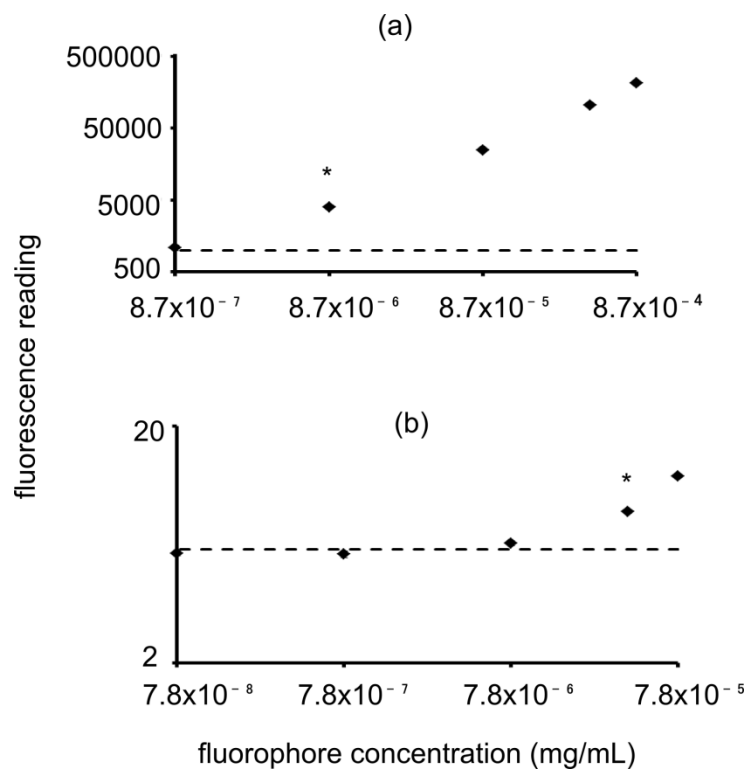 (a)
500000
50000
5000
500
*
8.7x10⁻⁷ 8.7x10⁻⁶ 8.7x10⁻⁵ 8.7x10⁻⁴
fluorescence reading
(b)
20
2
*
7.8x10⁻⁸ 7.8x10⁻⁷ 7.8x10⁻⁶ 7.8x10⁻⁵
fluorophore concentration (mg/mL)